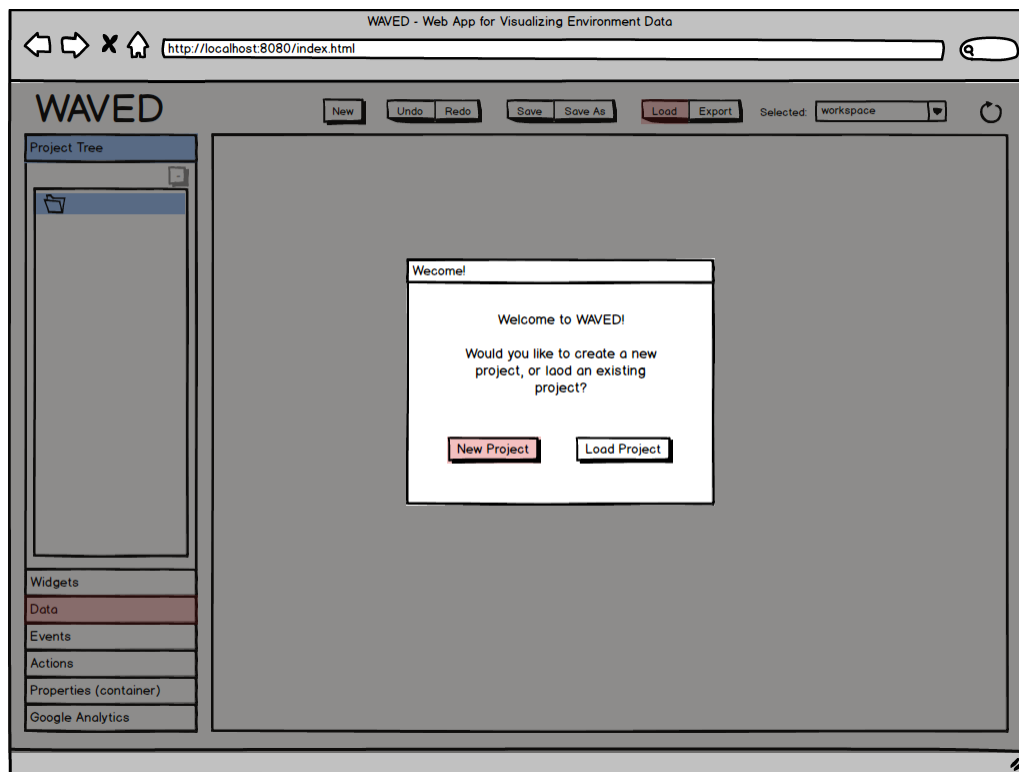 WAVED - Web App for Visualizing Environment Data
http://localhost:8080/index.html
WAVED
New Undo Redo Save Save As Load Export Selected: workspace
Project Tree
Wecome!
Welcome to WAVED!
Would you like to create a new
project, or laod an existing
project?
New Project Load Project
Widgets
Data
Events
Actions
Properties (container)
Google Analytics